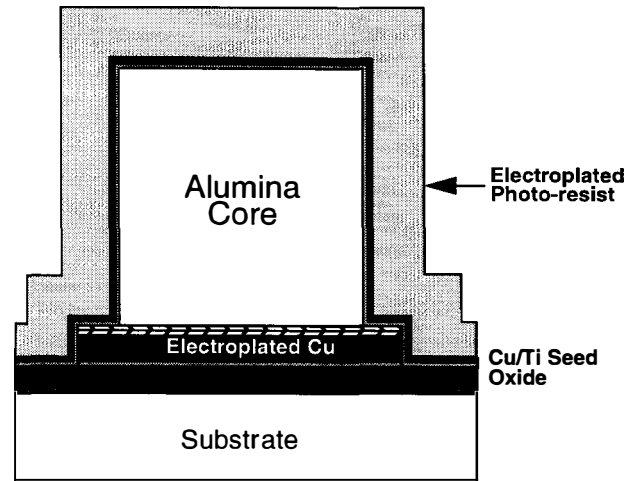 Alumina
Core
Electroplated
Photo-resist
Electroplated Cu
Cu/Ti Seed
Oxide
Substrate